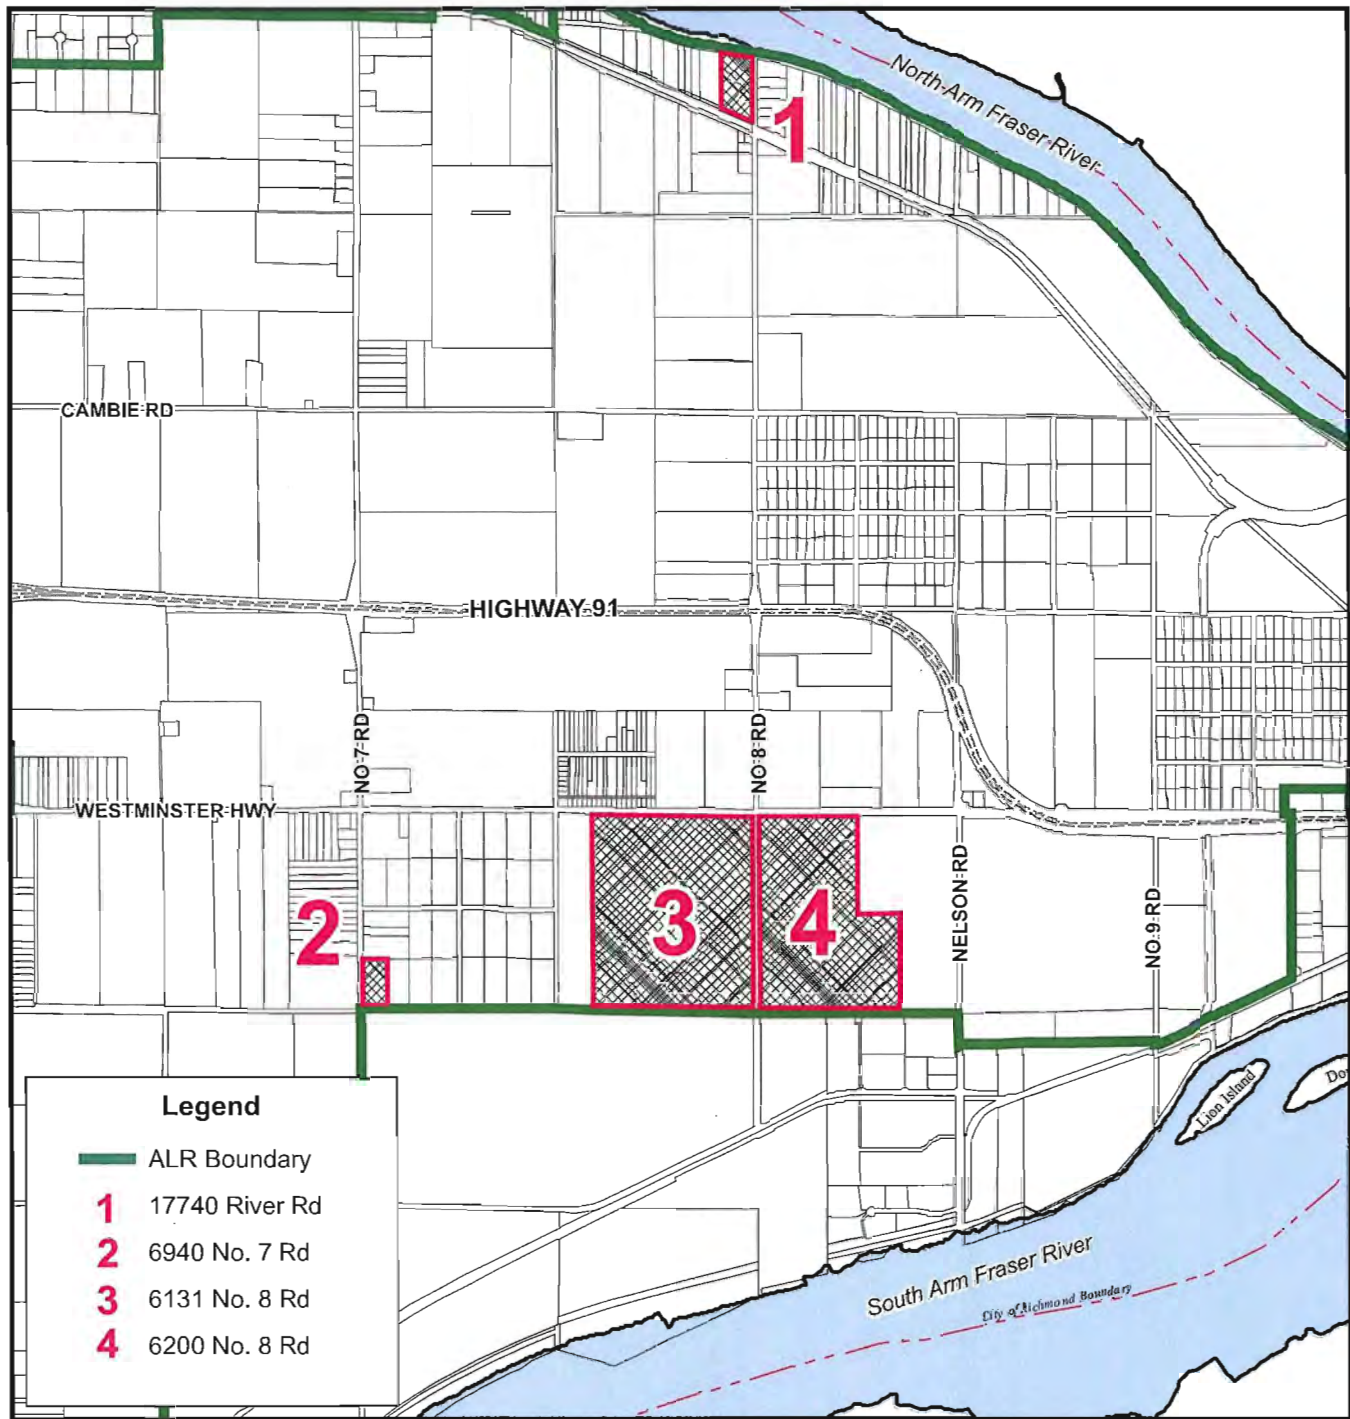 North Arm Fraser River
1
CAMBIE RD
HIGHWAY 91
NO 7 RD
NO 8 RD
WESTMINSTER HWY
2
3
4
NELSON RD
NO 9 RD
Lion Island
Legend
ALR Boundary
1 17740 River Rd
2 6940 No. 7 Rd
3 6131 No. 8 Rd
4 6200 No. 8 Rd
South Arm Fraser River
City of Richmond Boundary